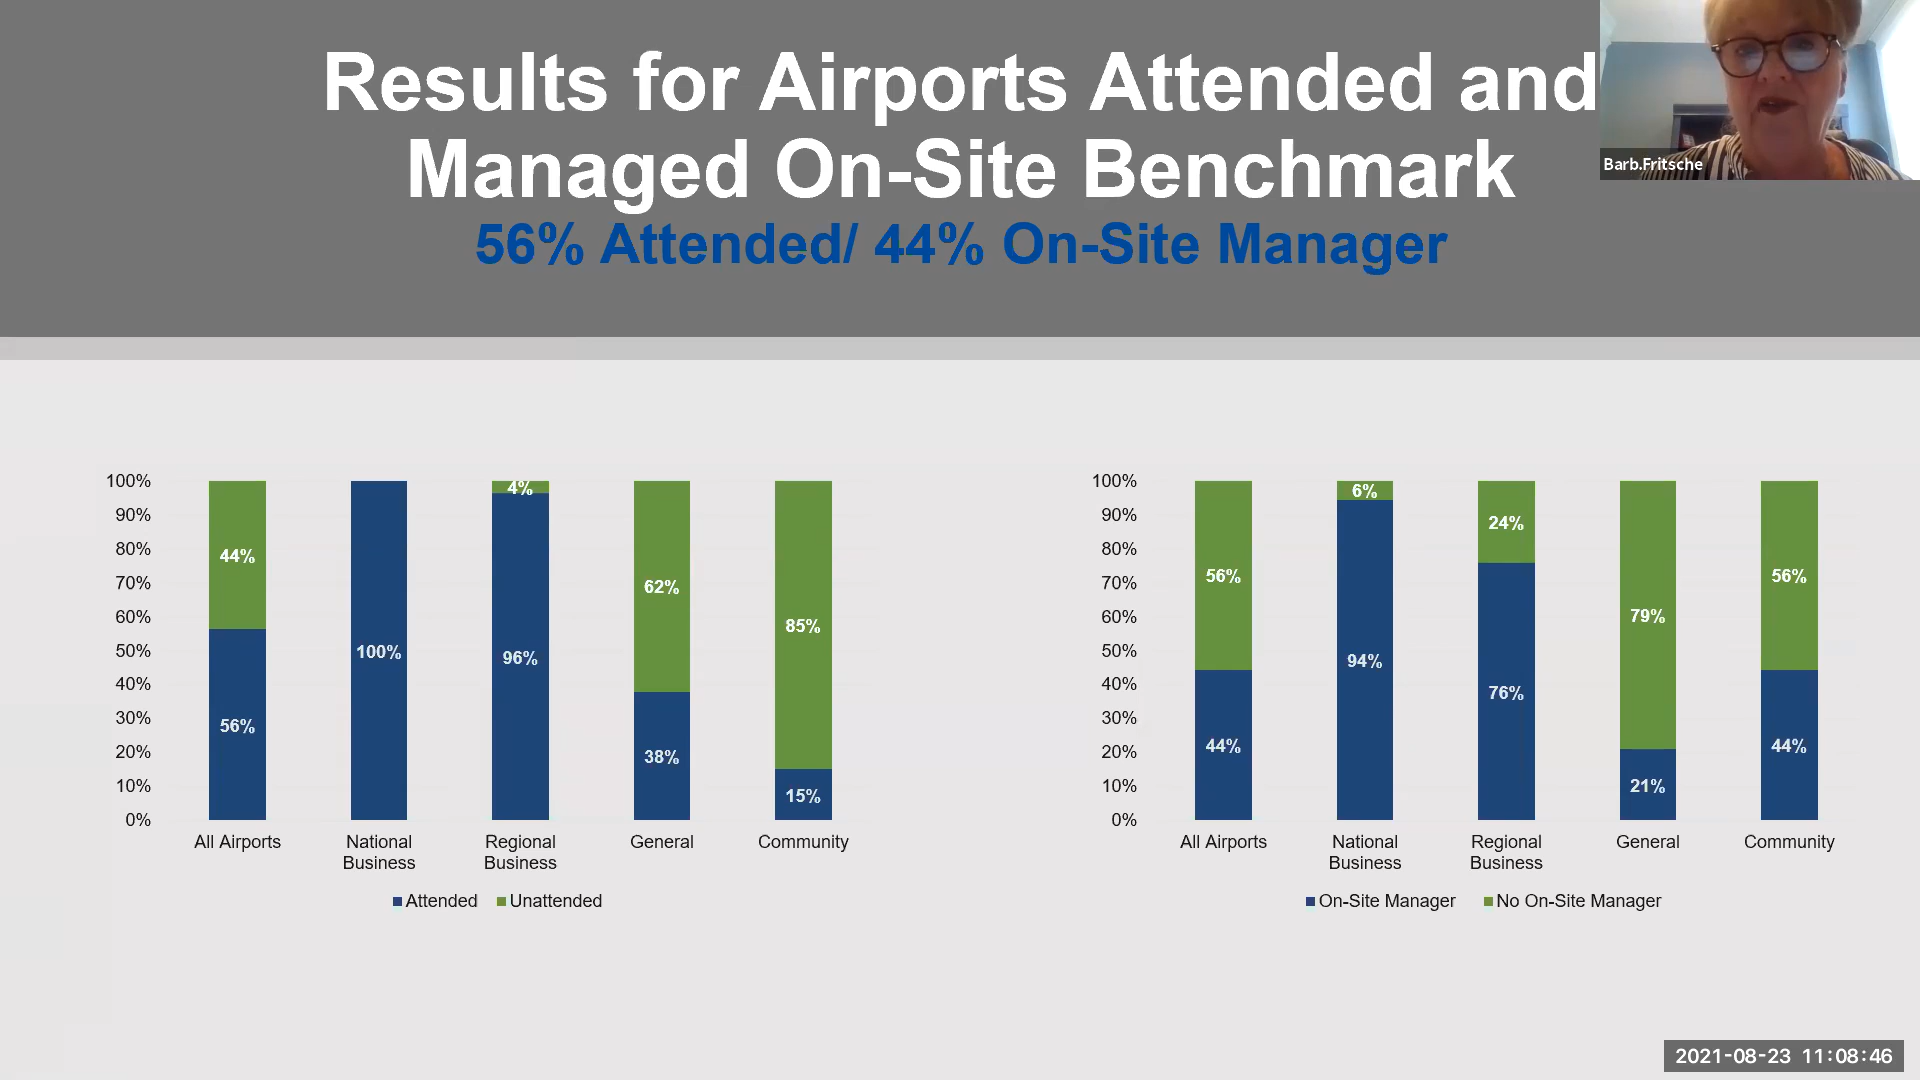 Results for Airports Attended and
Managed On-Site Benchmark
56% Attended/ 44% On-Site Manager
Barb.Fritsche
100%
90%
80%
70%
60%
50%
40%
30%
20%
10%
0%
44%
56%
100%
4%
96%
62%
38%
85%
15%
All Airports
National
Business
Regional
Business
General
Community
Attended
Unattended
100%
90%
80%
70%
60%
50%
40%
30%
20%
10%
0%
56%
44%
6%
94%
24%
76%
79%
21%
56%
44%
All Airports
National
Business
Regional
Business
General
Community
On-Site Manager
No On-Site Manager
2021-08-23 11:08:46